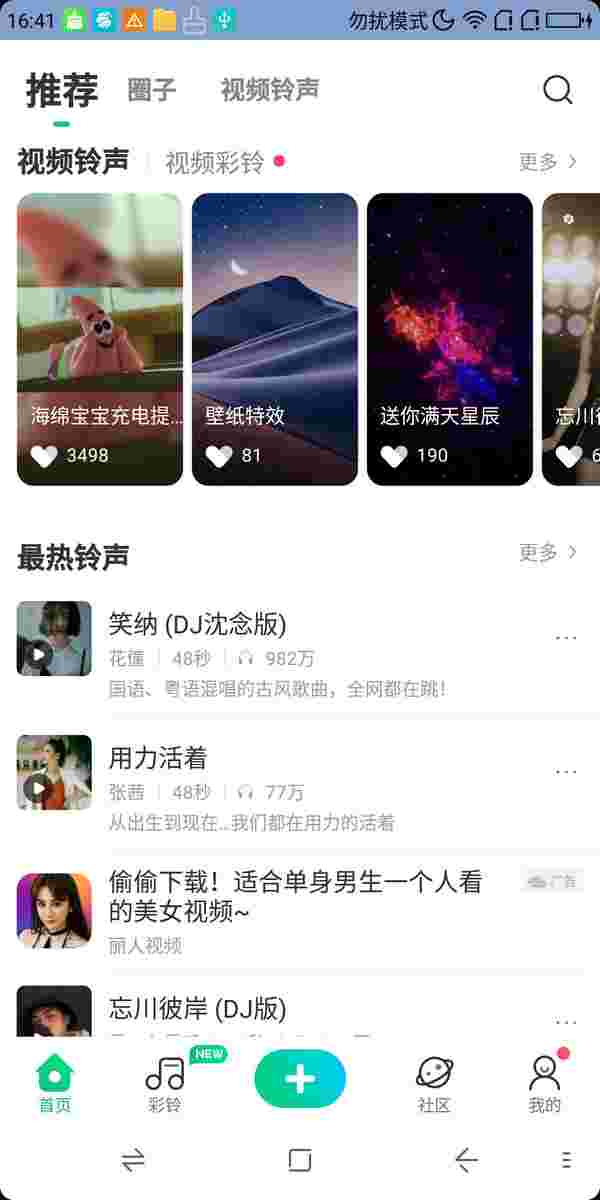 16:41 勿扰模式
推荐 圈子 视频铃声
视频铃声 视频彩铃 更多
海绵宝宝充电提... 壁纸特效 送你满天星辰 忘川
3498 81 190 6
最热铃声 更多
笑纳 (DJ沈念版)
花僮 48秒 982万
国语、粤语混唱的古风歌曲，全网都在跳！
用力活着
张茜 48秒 77万
从出生到现在...我们都在用力的活着
偷偷下载！适合单身男生一个人看 广告
的美女视频~
丽人视频
忘川彼岸 (DJ版)
NEW
首页 彩铃 社区 我的